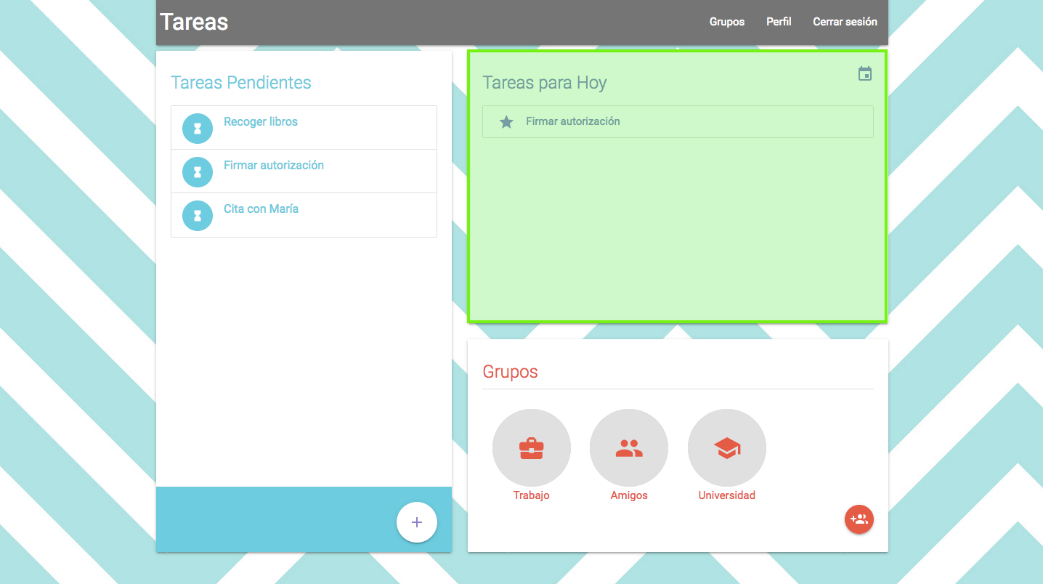 Tareas
Grupos Perfil Cerrar sesión
Tareas Pendientes
Recoger libros
Firmar autorización
Cita con María
Tareas para Hoy
Firmar autorización
Grupos
Trabajo Amigos Universidad